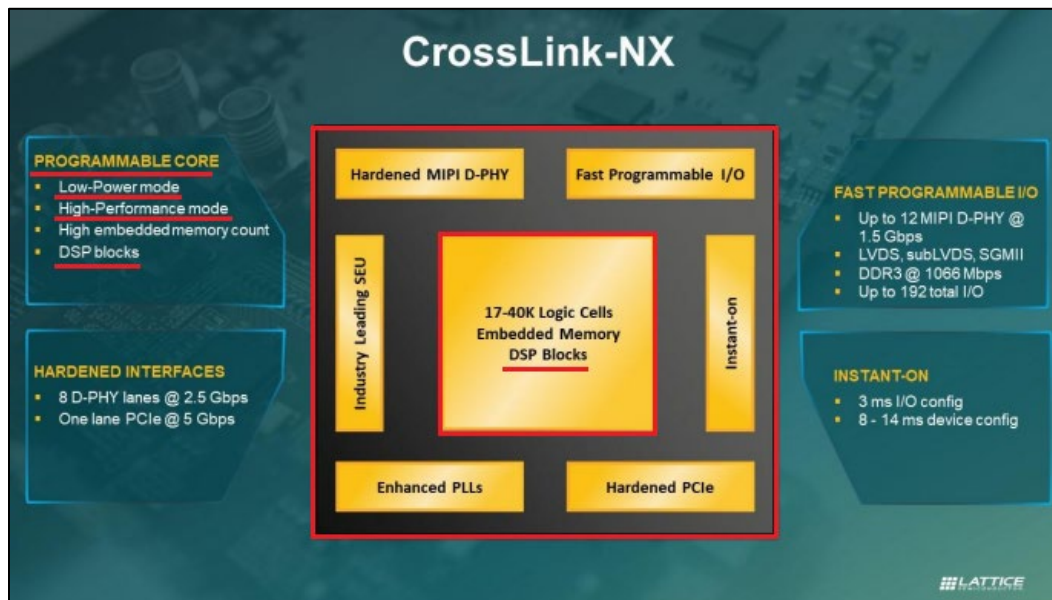 CrossLink-NX
PROGRAMMABLE CORE
Low-Power mode
High-Performance mode
High embedded memory count
DSP blocks
HARDENED INTERFACES
8 D-PHY lanes @ 2.5 Gbps
One lane PCIe @ 5 Gbps
Hardened MIPI D-PHY
Fast Programmable I/O
Industry Leading SEU
17-40K Logic Cells
Embedded Memory
DSP Blocks
Instant-on
Enhanced PLLs
Hardened PCIe
FAST PROGRAMMABLE I/O
Up to 12 MIPI D-PHY @
1.5 Gbps
LVDS, subLVDS, SGMII
DDR3 @ 1066 Mbps
Up to 192 total I/O
INSTANT-ON
3 ms I/O config
8 - 14 ms device config
LATTICE
SEMICONDUCTOR